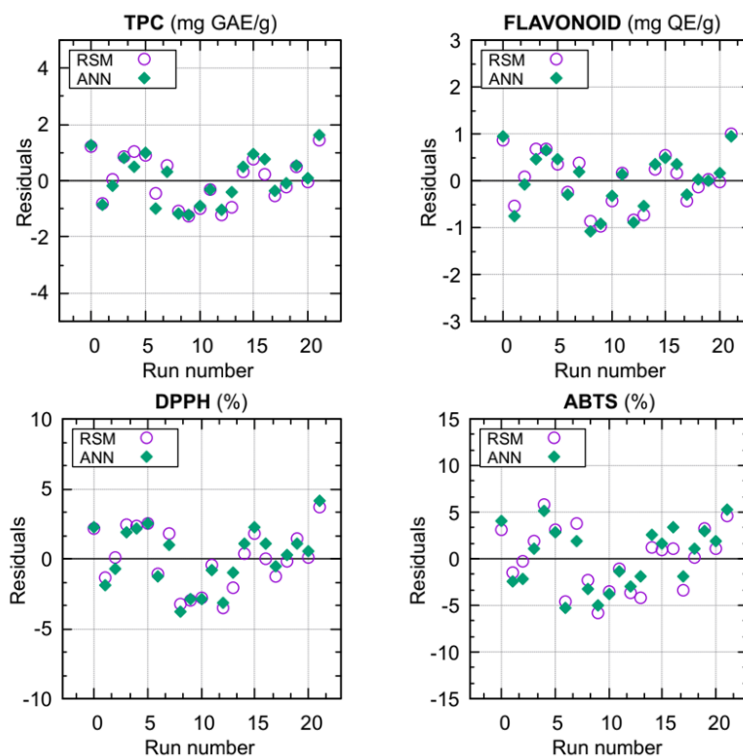 TPC (mg GAE/g)
RSM
ANN
4
2
0
-2
-4
Residuals
0 5 10 15 20
Run number
FLAVONOID (mg QE/g)
RSM
ANN
3
2
1
0
-1
-2
-3
Residuals
0 5 10 15 20
Run number
DPPH (%)
RSM
ANN
10
5
0
-5
-10
Residuals
0 5 10 15 20
Run number
ABTS (%)
RSM
ANN
15
10
5
0
-5
-10
-15
Residuals
0 5 10 15 20
Run number